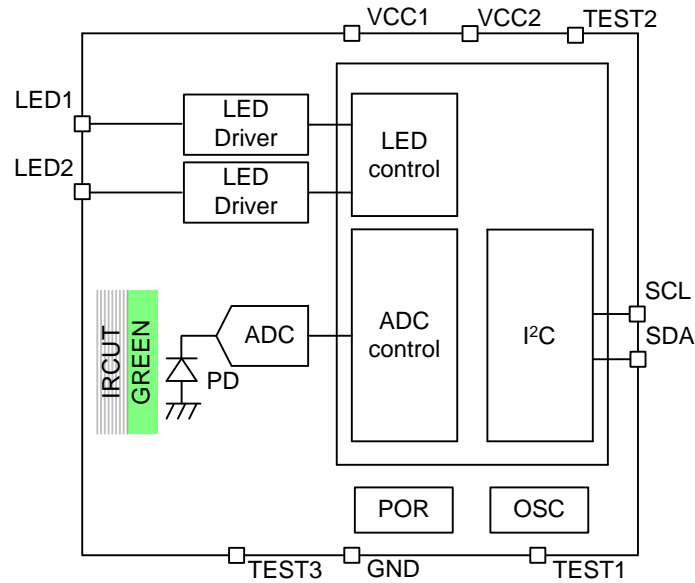 VCC1
VCC2
TEST2
LED1
LED
Driver
LED
control
LED2
LED
Driver
SCL
IRCUT
GREEN
ADC
PD
ADC
control
I²C
SDA
POR
OSC
TEST3
GND
TEST1